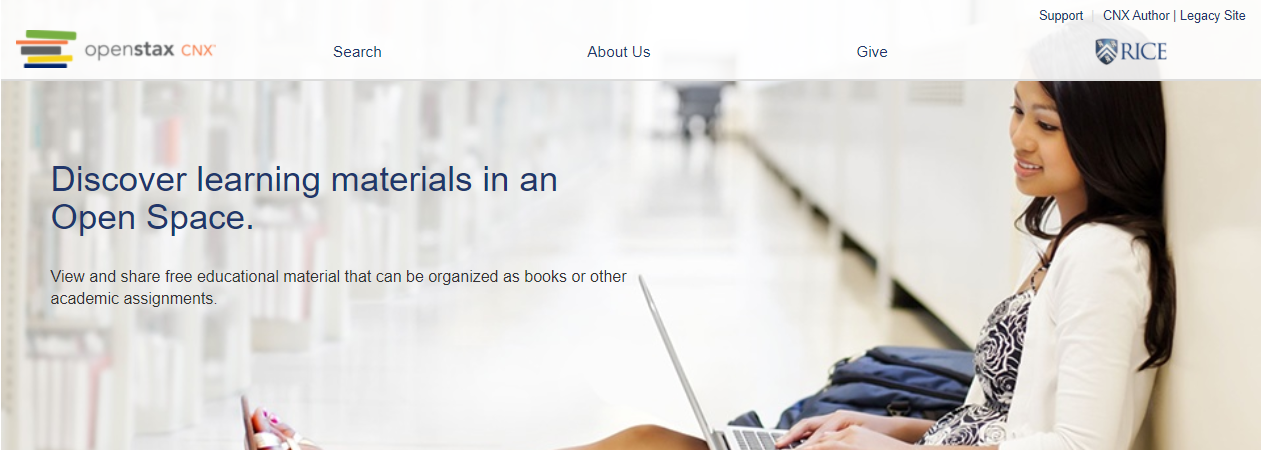 Support | CNX Author | Legacy Site
openstax CNX™ Search About Us Give RICE
Discover learning materials in an
Open Space.
View and share free educational material that can be organized as books or other
academic assignments.